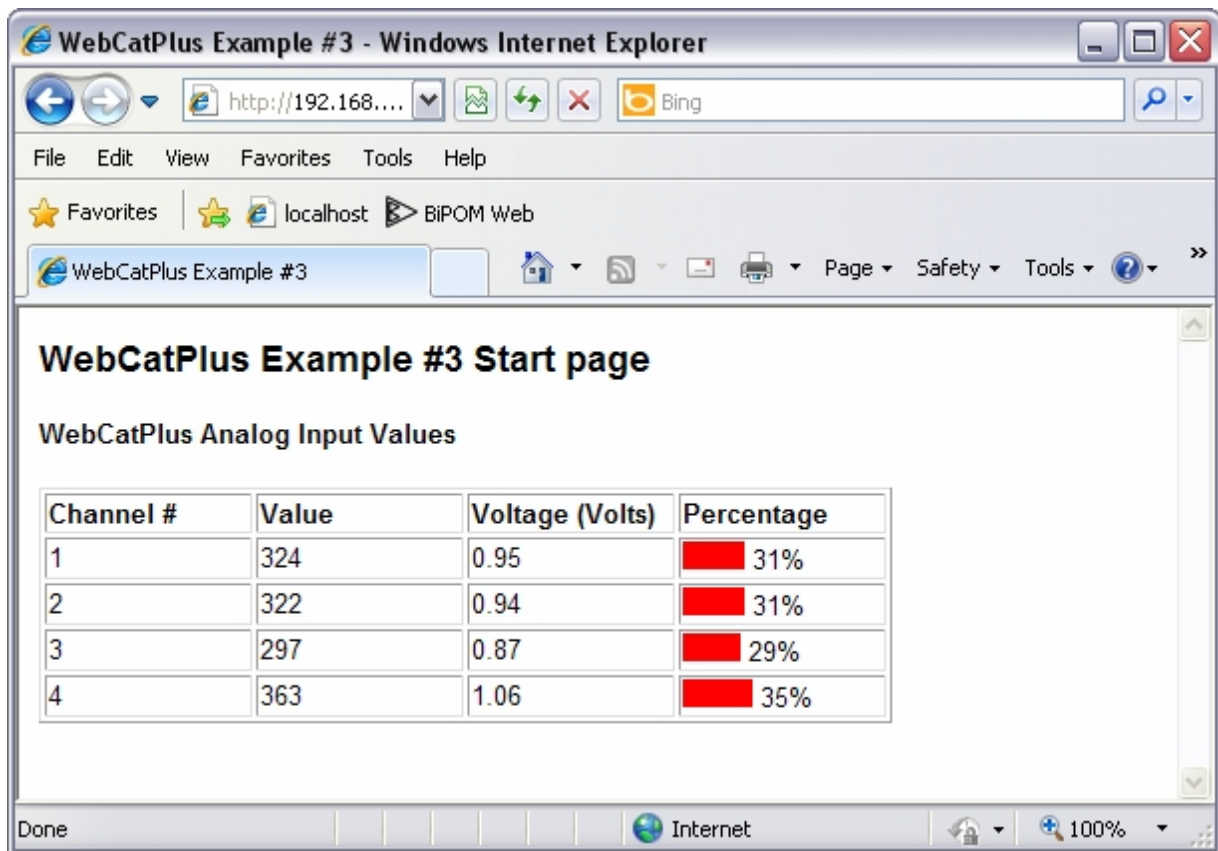 WebCatPlus Example #3 - Windows Internet Explorer
http://192.168....
Bing
File Edit View Favorites Tools Help
Favorites localhost BiPOM Web
WebCatPlus Example #3
Page Safety Tools »
WebCatPlus Example #3 Start page
WebCatPlus Analog Input Values
Channel # Value Voltage (Volts) Percentage
1 324 0.95 31%
2 322 0.94 31%
3 297 0.87 29%
4 363 1.06 35%
Done Internet 100%